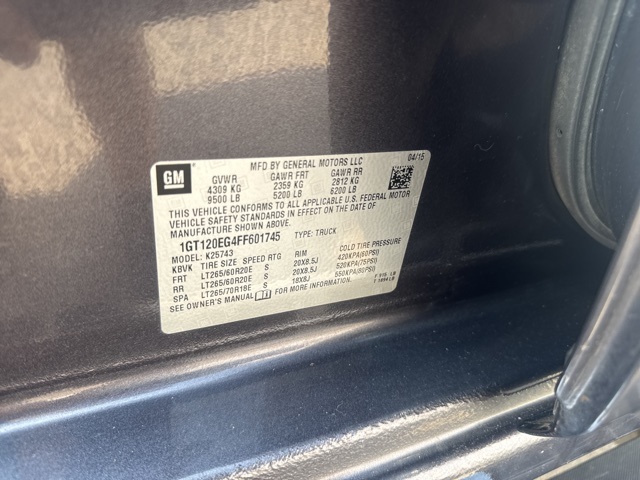 MFD BY GENERAL MOTORS LLC 04/15
GM GVWR GAWR FRT GAWR RR
4309 KG 2359 KG 2812 KG
9500 LB 5200 LB 6200 LB
THIS VEHICLE CONFORMS TO ALL APPLICABLE U.S. FEDERAL MOTOR
VEHICLE SAFETY STANDARDS IN EFFECT ON THE DATE OF
MANUFACTURE SHOWN ABOVE.
1GT120EG4FF601745 TYPE: TRUCK
MODEL: K25743
KBVK TIRE SIZE SPEED RTG RIM COLD TIRE PRESSURE
FRT LT265/60R20E S 20X8.5J 420KPA(60PSI)
RR LT265/60R20E S 20X8.5J 520KPA(75PSI)
SPA LT265/70R18E S 18X8J 550KPA(80PSI)
SEE OWNER'S MANUAL FOR MORE INFORMATION.